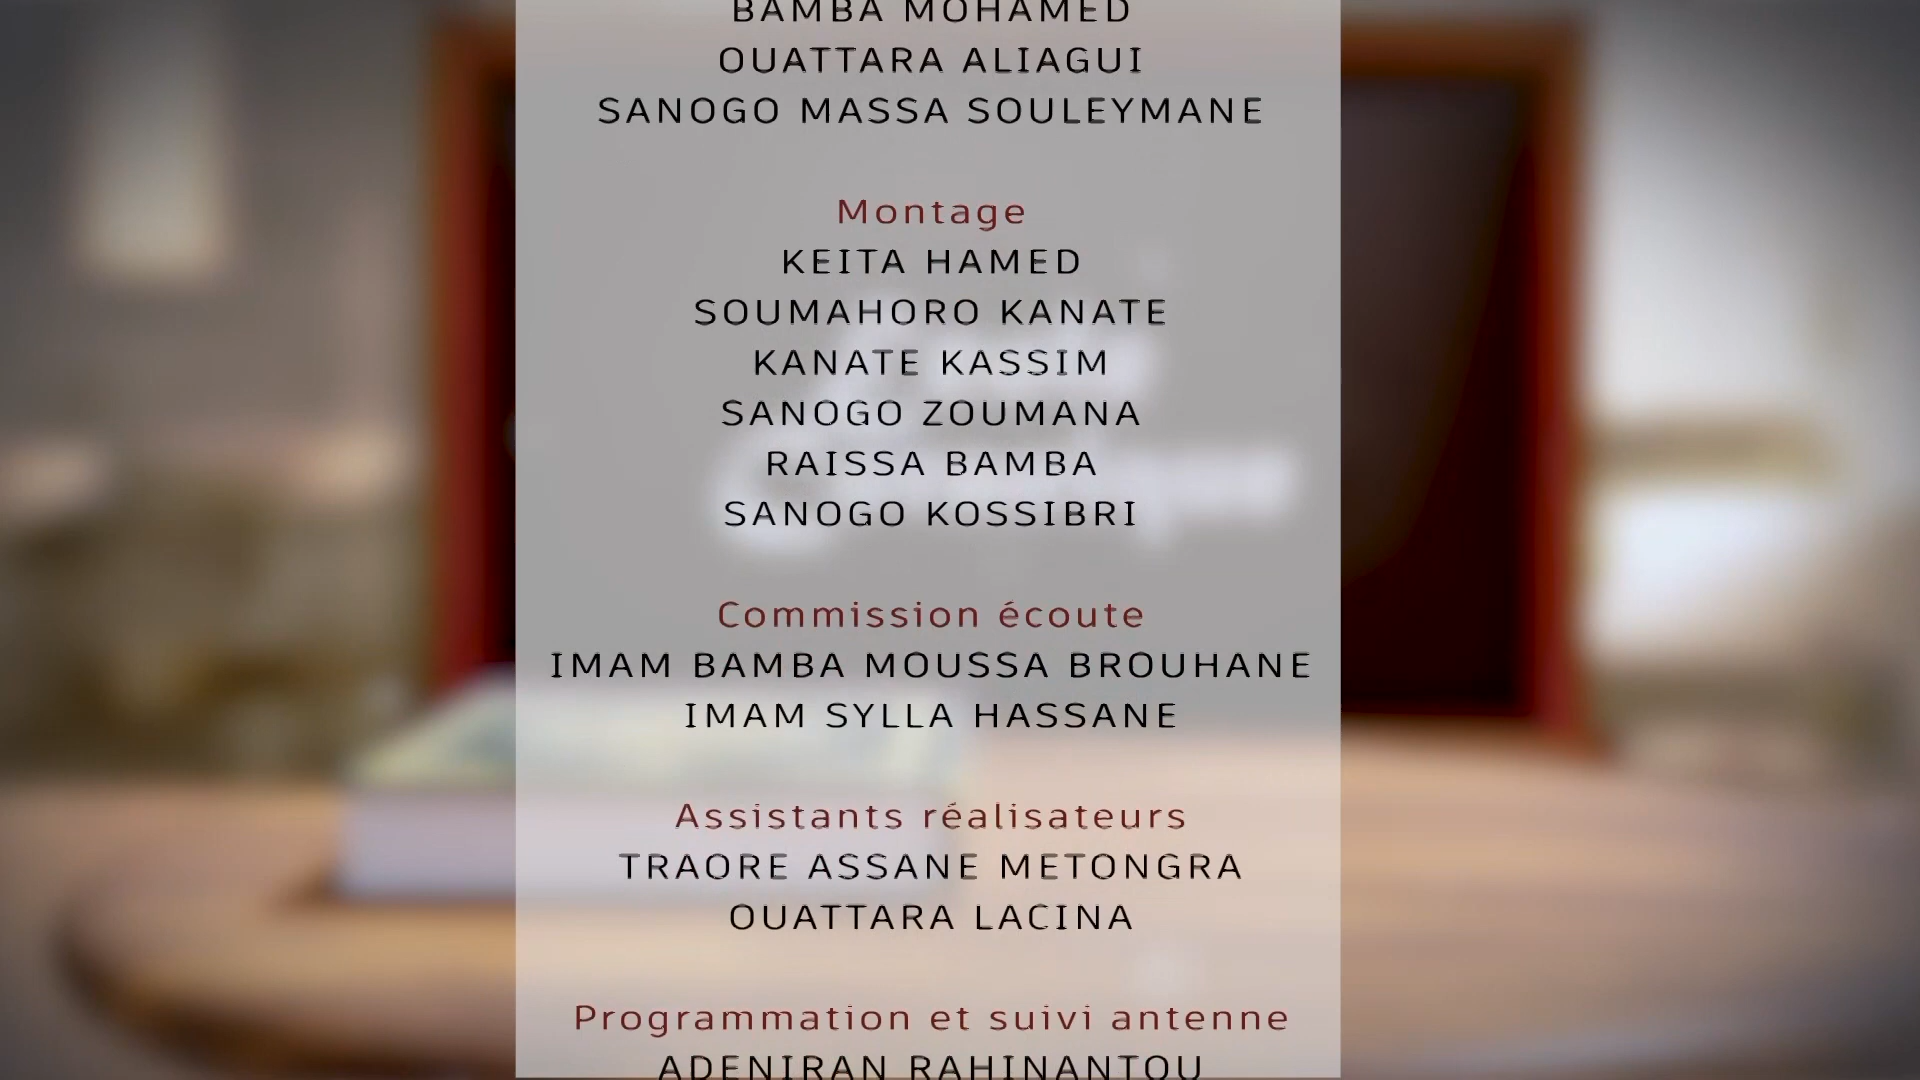 BAMBA MOHAMED
OUATTARA ALIAGUI
SANOGO MASSA SOULEYMANE
Montage
KEITA HAMED
SOUMAHORO KANATE
KANATE KASSIM
SANOGO ZOUMANA
RAISSA BAMBA
SANOGO KOSSIBRI
Commission écoute
IMAM BAMBA MOUSSA BROUHANE
IMAM SYLLA HASSANE
Assistants réalisateurs
TRAORE ASSANE METONGRA
OUATTARA LACINA
Programmation et suivi antenne
ADENIRAN RAHINANTOU